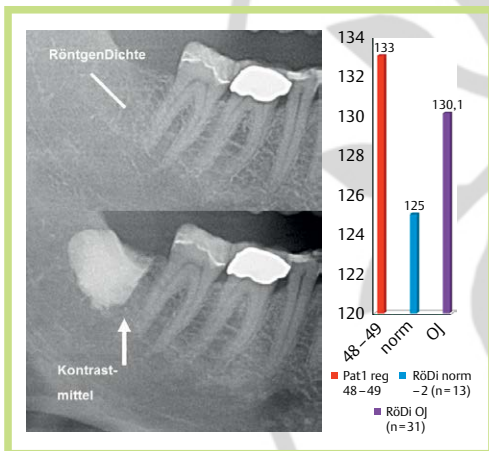 RöntgenDichte
Kontrast-
mittel
134
132
130
128
126
124
122
120
133
125
130,1
48–49
norm
OJ
Pat1 reg
48–49
RöDi norm
–2 (n=13)
RöDi OJ
(n=31)